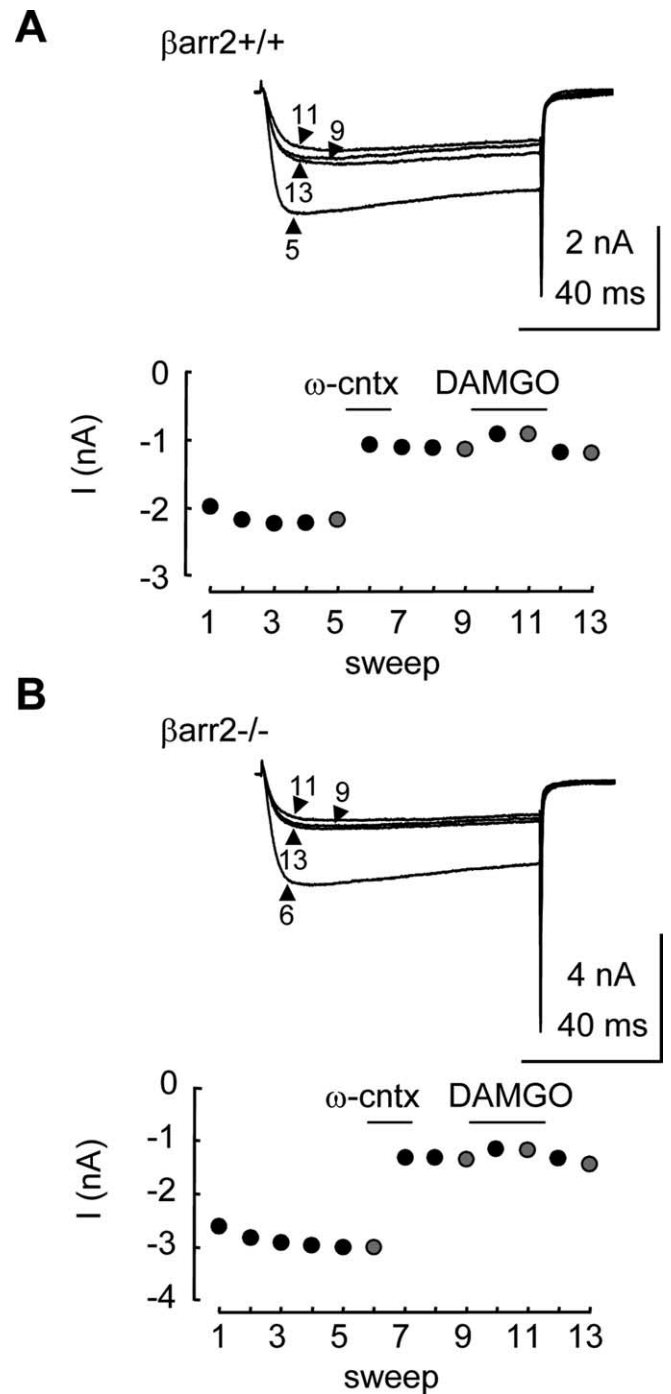 A
βarr2+/+
11
9
13
5
2 nA
40 ms
ω-cntx DAMGO
0
-1
-2
-3
I (nA)
1 3 5 7 9 11 13
sweep
B
βarr2-/-
11
9
13
6
4 nA
40 ms
ω-cntx DAMGO
0
-1
-2
-3
-4
I (nA)
1 3 5 7 9 11 13
sweep